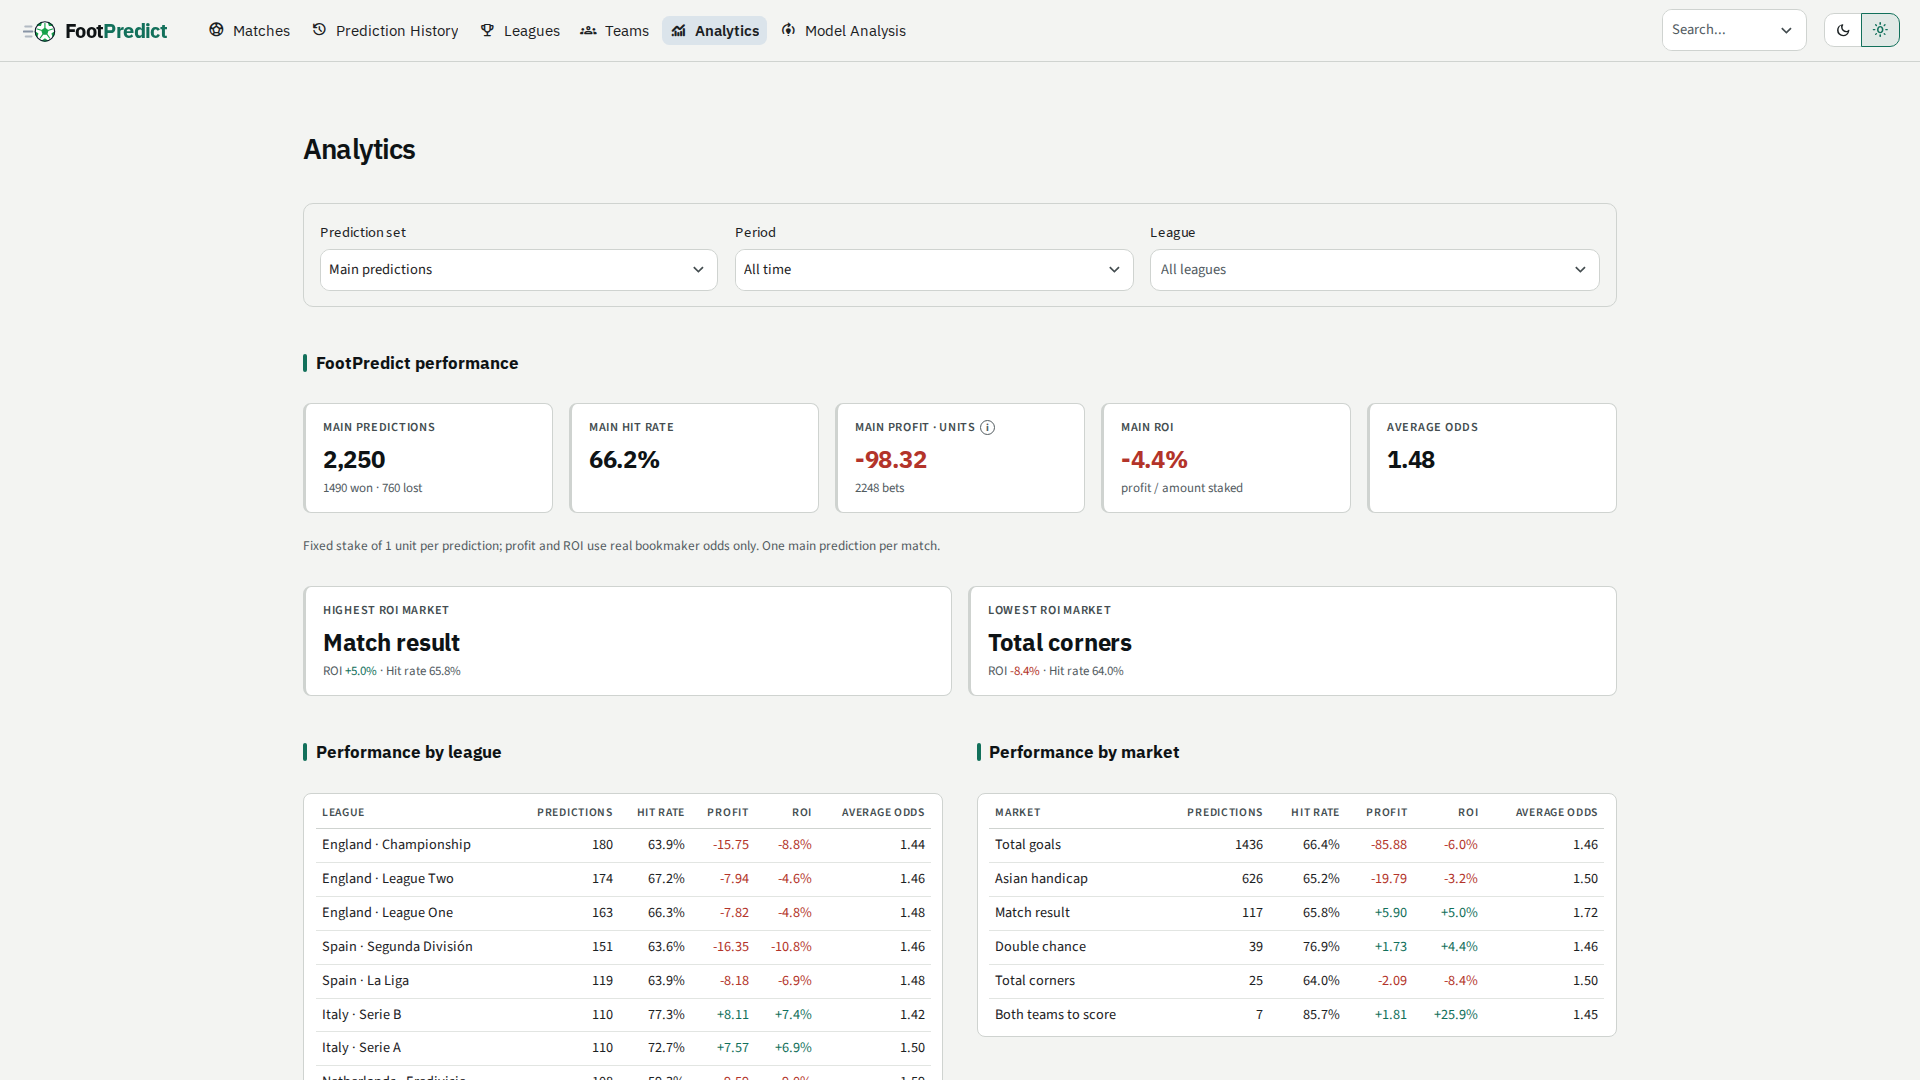 FootPredict
Matches
Prediction History
Leagues
Teams
Analytics
Model Analysis
Search...
Analytics
Prediction set
Period
League
Main predictions
All time
All leagues
FootPredict performance
MAIN PREDICTIONS
2,250
1490 won · 760 lost
MAIN HIT RATE
66.2%
MAIN PROFIT · UNITS
-98.32
2248 bets
MAIN ROI
-4.4%
profit / amount staked
AVERAGE ODDS
1.48
Fixed stake of 1 unit per prediction; profit and ROI use real bookmaker odds only. One main prediction per match.
HIGHEST ROI MARKET
Match result
ROI +5.0% · Hit rate 65.8%
LOWEST ROI MARKET
Total corners
ROI -8.4% · Hit rate 64.0%
Performance by league
LEAGUE PREDICTIONS HIT RATE PROFIT ROI AVERAGE ODDS
England · Championship 180 63.9% -15.75 -8.8% 1.44
England · League Two 174 67.2% -7.94 -4.6% 1.46
England · League One 163 66.3% -7.82 -4.8% 1.48
Spain · Segunda División 151 63.6% -16.35 -10.8% 1.46
Spain · La Liga 119 63.9% -8.18 -6.9% 1.48
Italy · Serie B 110 77.3% +8.11 +7.4% 1.42
Italy · Serie A 110 72.7% +7.57 +6.9% 1.50
Performance by market
MARKET PREDICTIONS HIT RATE PROFIT ROI AVERAGE ODDS
Total goals 1436 66.4% -85.88 -6.0% 1.46
Asian handicap 626 65.2% -19.79 -3.2% 1.50
Match result 117 65.8% +5.90 +5.0% 1.72
Double chance 39 76.9% +1.73 +4.4% 1.46
Total corners 25 64.0% -2.09 -8.4% 1.50
Both teams to score 7 85.7% +1.81 +25.9% 1.45